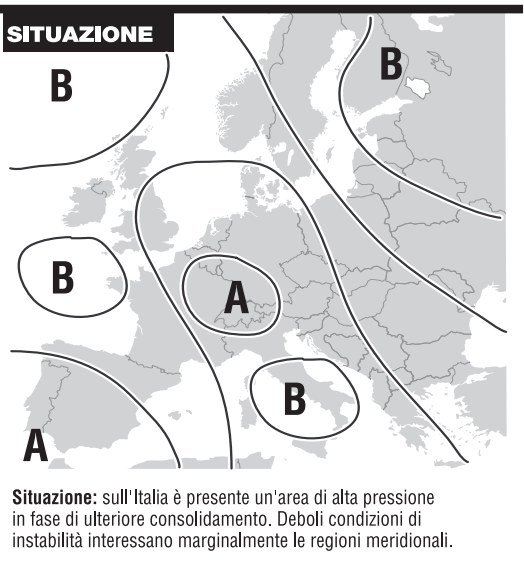 SITUAZIONE
B
B
B
A
B
A
Situazione: sull'Italia è presente un'area di alta pressione
in fase di ulteriore consolidamento. Deboli condizioni di
instabilità interessano marginalmente le regioni meridionali.